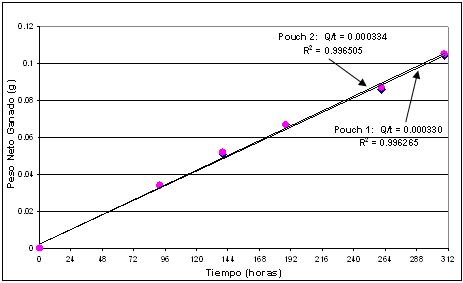 0.12
Pouch 2: Q/t = 0.000334
R² = 0.996505
0.1
0.08
Peso Neto Ganado (g)
0.06
Pouch 1: Q/t = 0.000330
R² = 0.996265
0.04
0.02
0
0 24 48 72 96 120 144 168 192 216 240 264 288 312
Tiempo (horas)